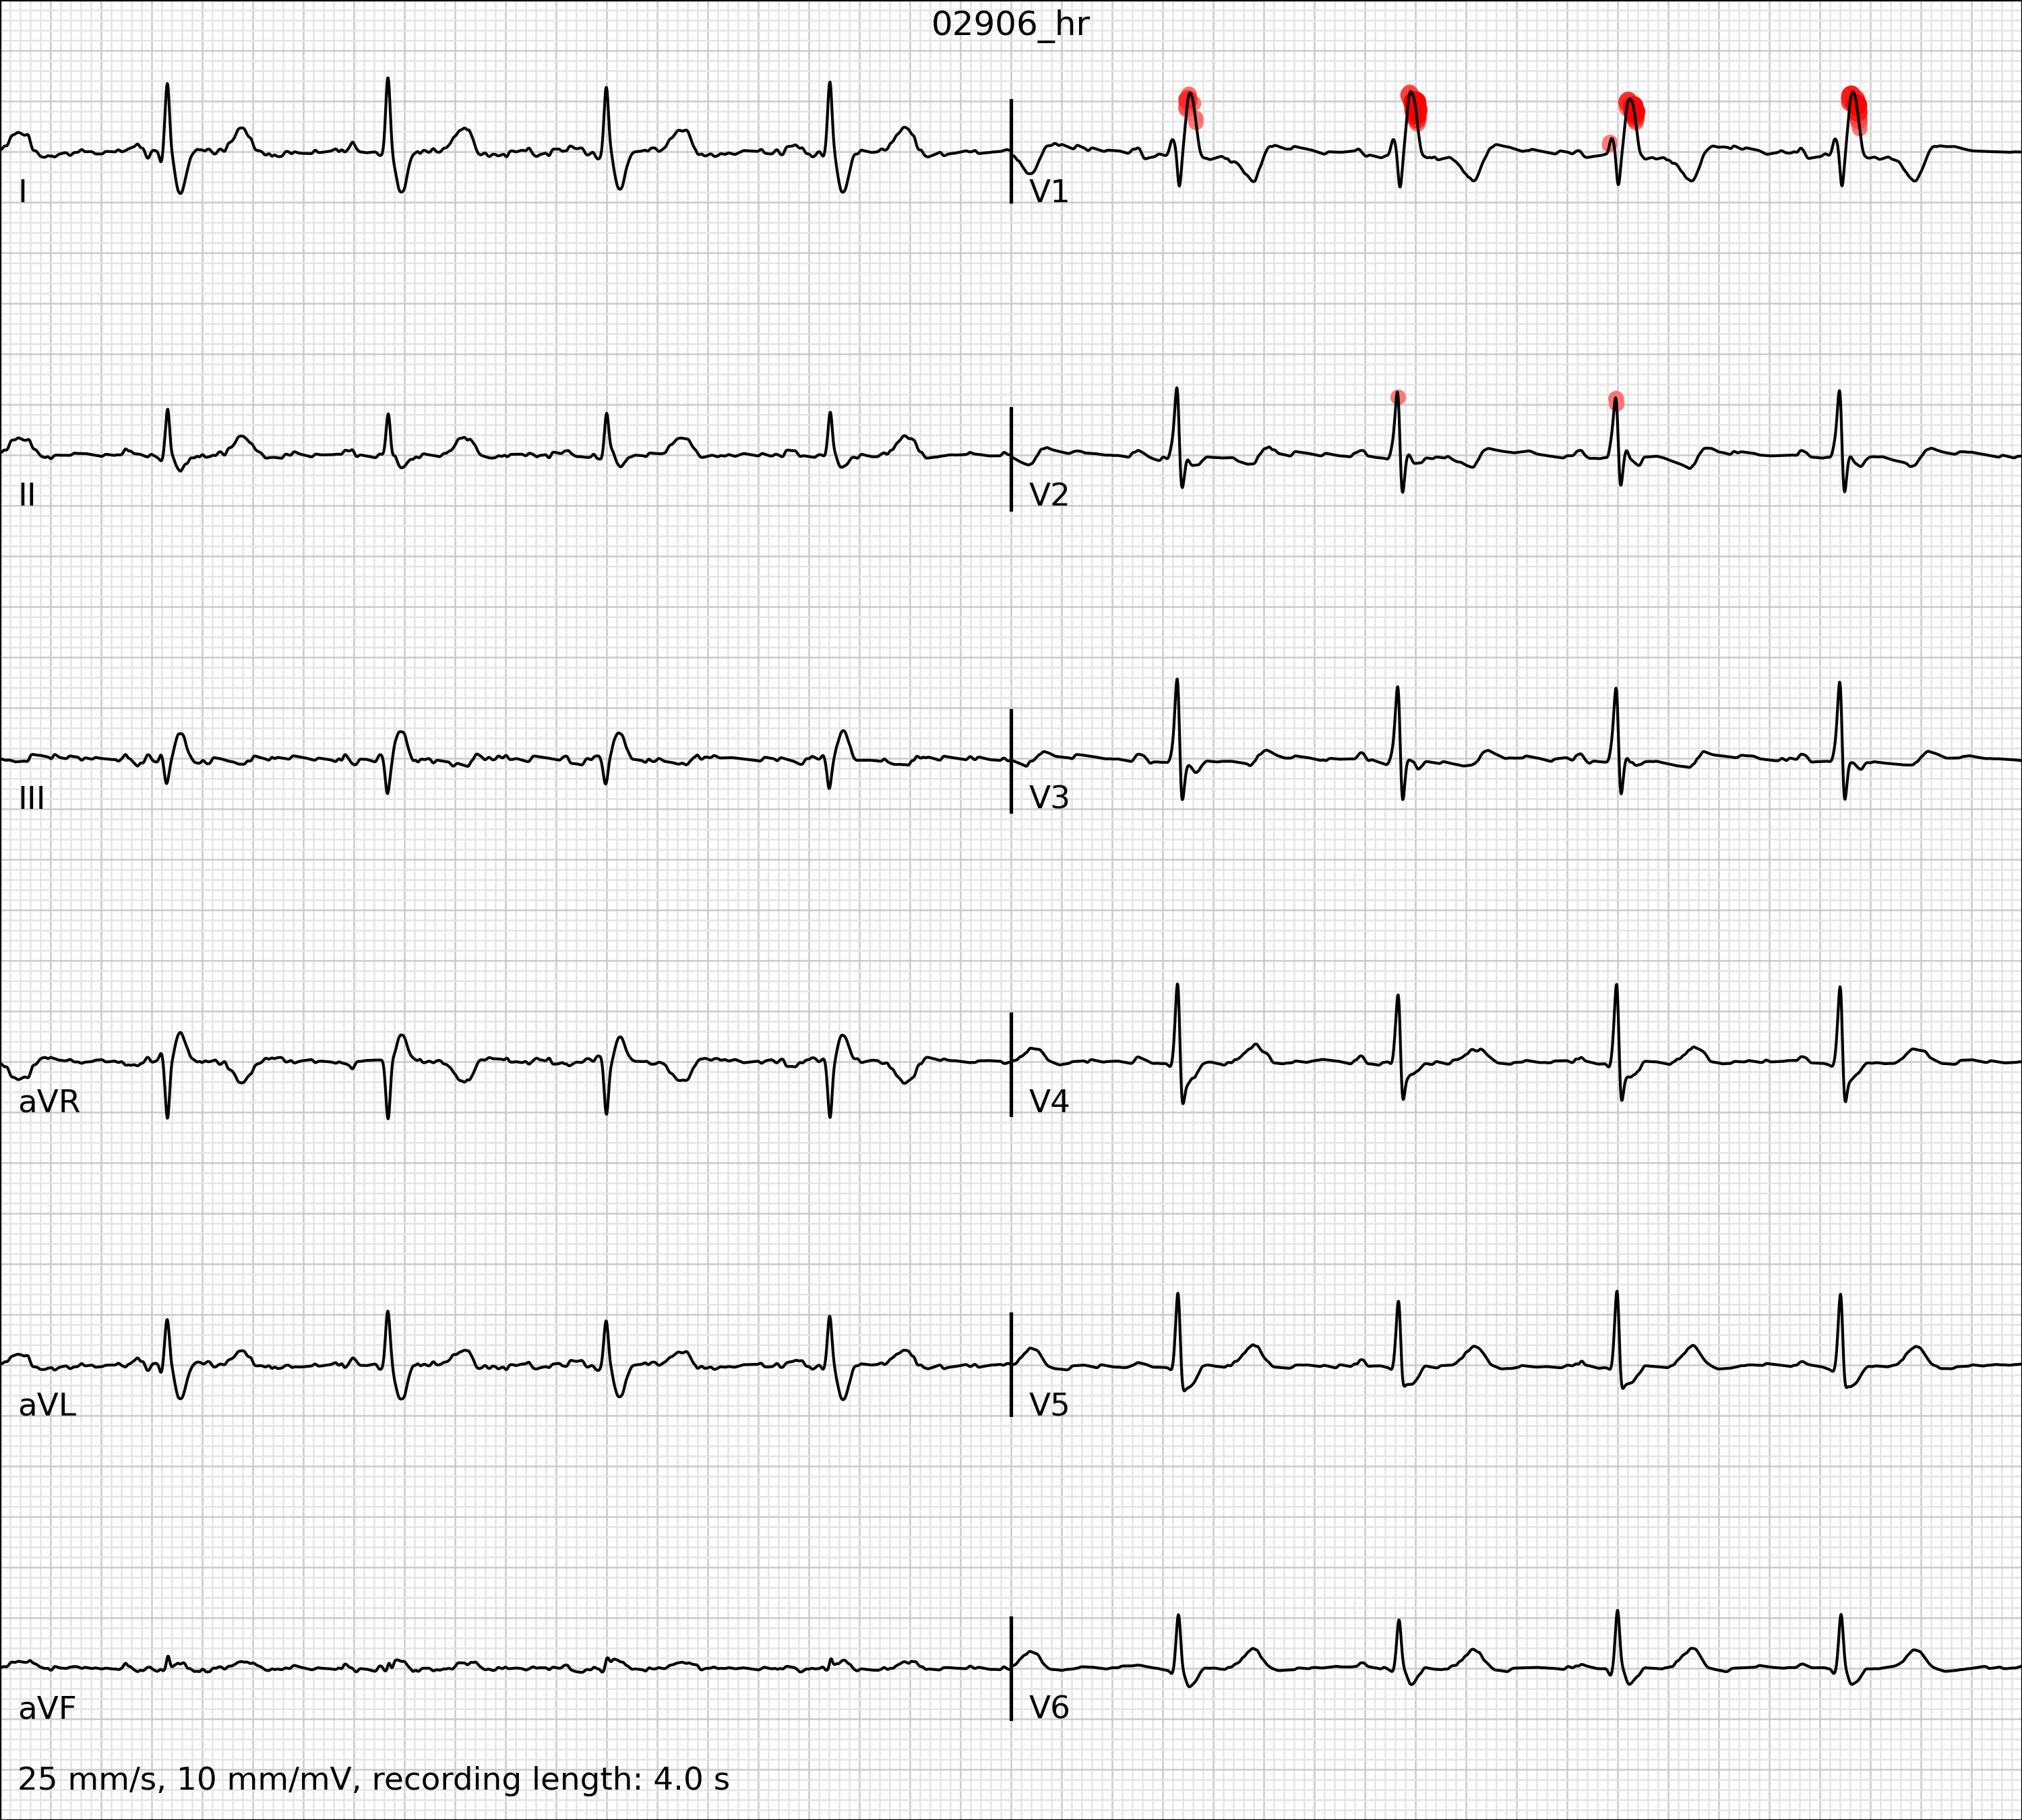 02906_hr
I
V1
II
V2
III
V3
aVR
V4
aVL
V5
aVF
V6
25 mm/s, 10 mm/mV, recording length: 4.0 s